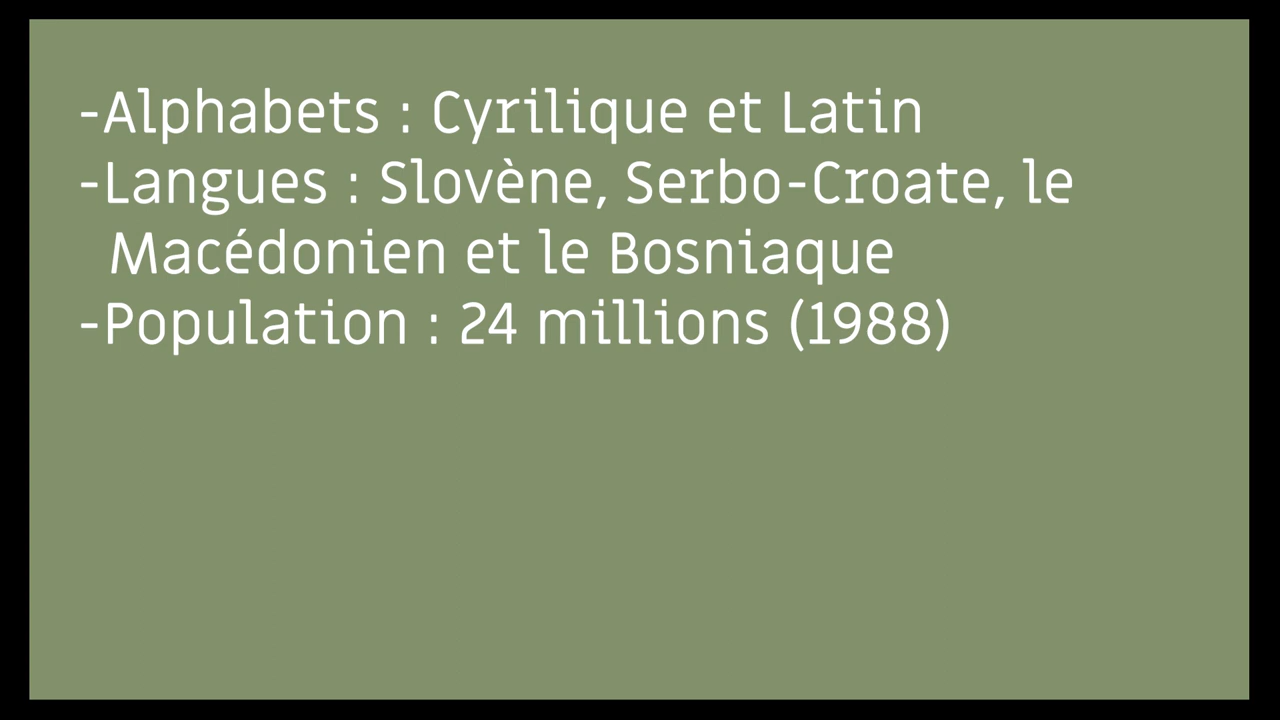 -Alphabets : Cyrilique et Latin
-Langues : Slovène, Serbo-Croate, le
Macédonien et le Bosniaque
-Population : 24 millions (1988)